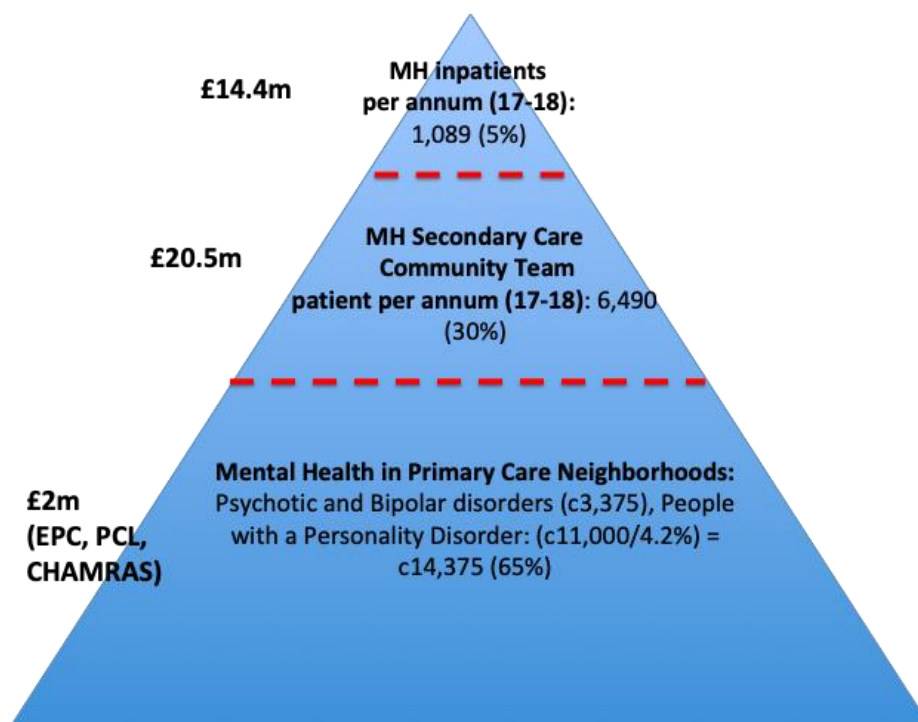 £14.4m
MH inpatients
per annum (17-18):
1,089 (5%)
£20.5m
MH Secondary Care
Community Team
patient per annum (17-18): 6,490
(30%)
£2m
(EPC, PCL,
CHAMRAS)
Mental Health in Primary Care Neighborhoods:
Psychotic and Bipolar disorders (c3,375), People
with a Personality Disorder: (c11,000/4.2%) =
c14,375 (65%)